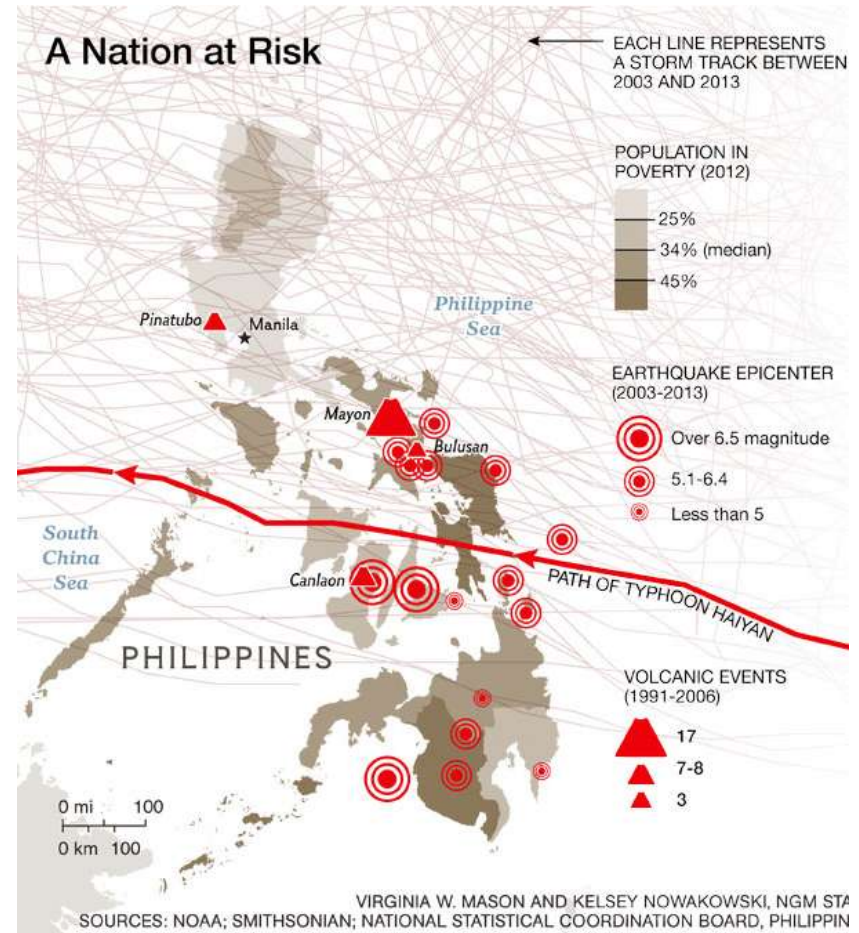 A Nation at Risk
EACH LINE REPRESENTS
A STORM TRACK BETWEEN
2003 AND 2013
POPULATION IN
POVERTY (2012)
25%
34% (median)
45%
Philippine
Sea
Pinatubo
Manila
EARTHQUAKE EPICENTER
(2003-2013)
Over 6.5 magnitude
5.1-6.4
Less than 5
Mayon
Bulusan
South
China
Sea
Canlaon
PATH OF TYPHOON HAIYAN
PHILIPPINES
VOLCANIC EVENTS
(1991-2006)
17
7-8
3
0 mi 100
0 km 100
VIRGINIA W. MASON AND KELSEY NOWAKOWSKI, NGM STA
SOURCES: NOAA; SMITHSONIAN; NATIONAL STATISTICAL COORDINATION BOARD, PHILIPPIN